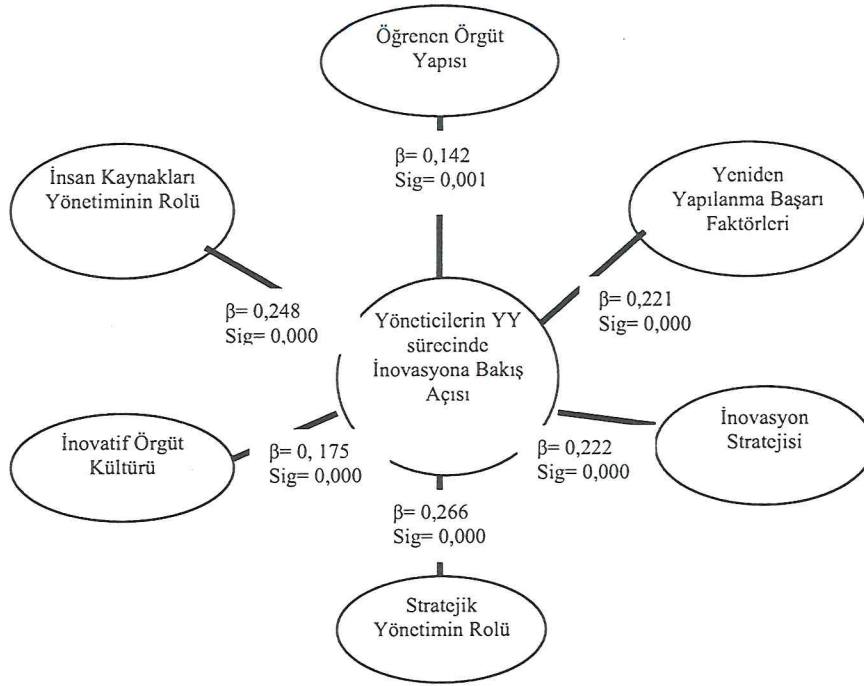 Öğrenen Örgüt
Yapısı
β= 0,142
Sig= 0,001
İnsan Kaynakları
Yönetiminin Rolü
Yeniden
Yapılanma Başarı
Faktörleri
β= 0,248
Sig= 0,000
β= 0,221
Sig= 0,000
Yöneticilerin YY
sürecinde
İnovasyona Bakış
Açısı
İnovatif Örgüt
Kültürü
β= 0, 175
Sig= 0,000
β= 0,222
Sig= 0,000
İnovasyon
Stratejisi
β= 0,266
Sig= 0,000
Stratejik
Yönetimin Rolü